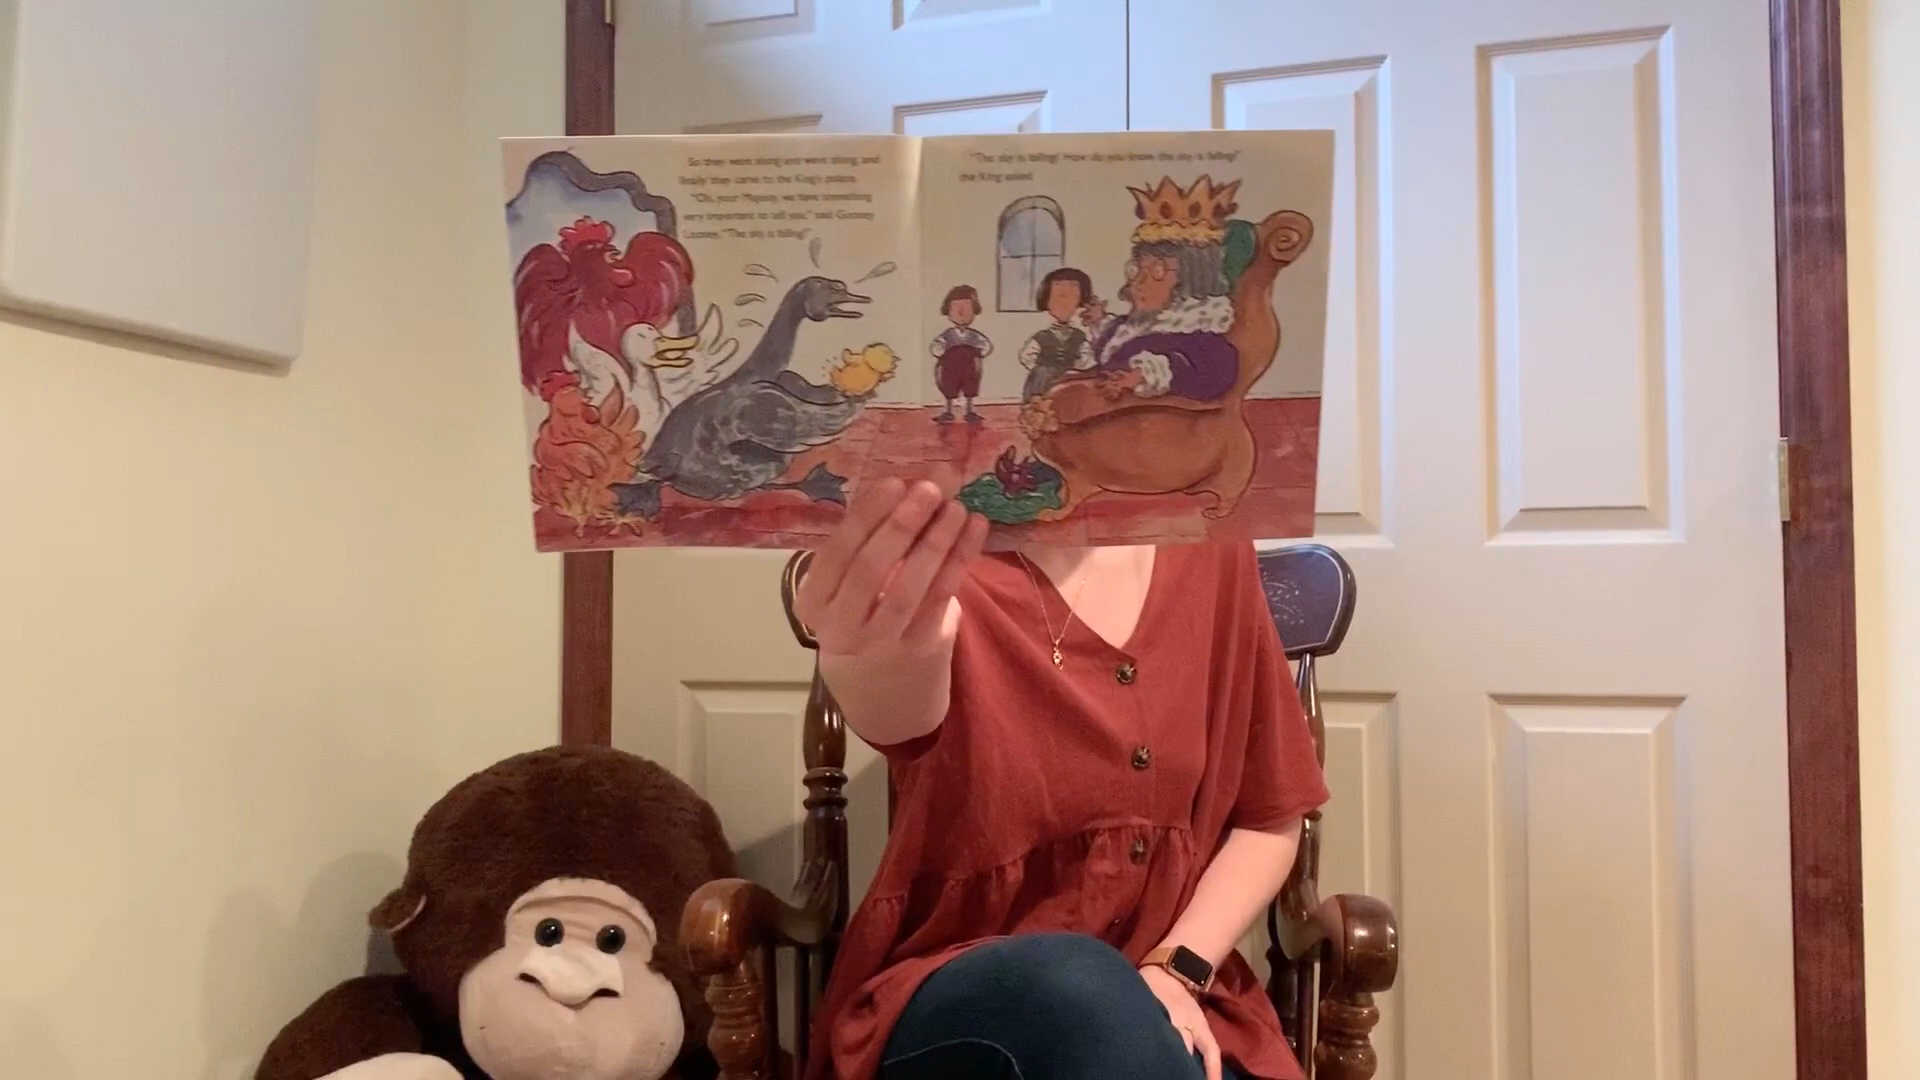 So they went along and went along, and
finally they came to the King's palace.
"Oh, your Majesty, we have something
very important to tell you," said Goosey
Loosey. "The sky is falling!"
"The sky is falling? How do you know the sky is falling?"
the King asked.